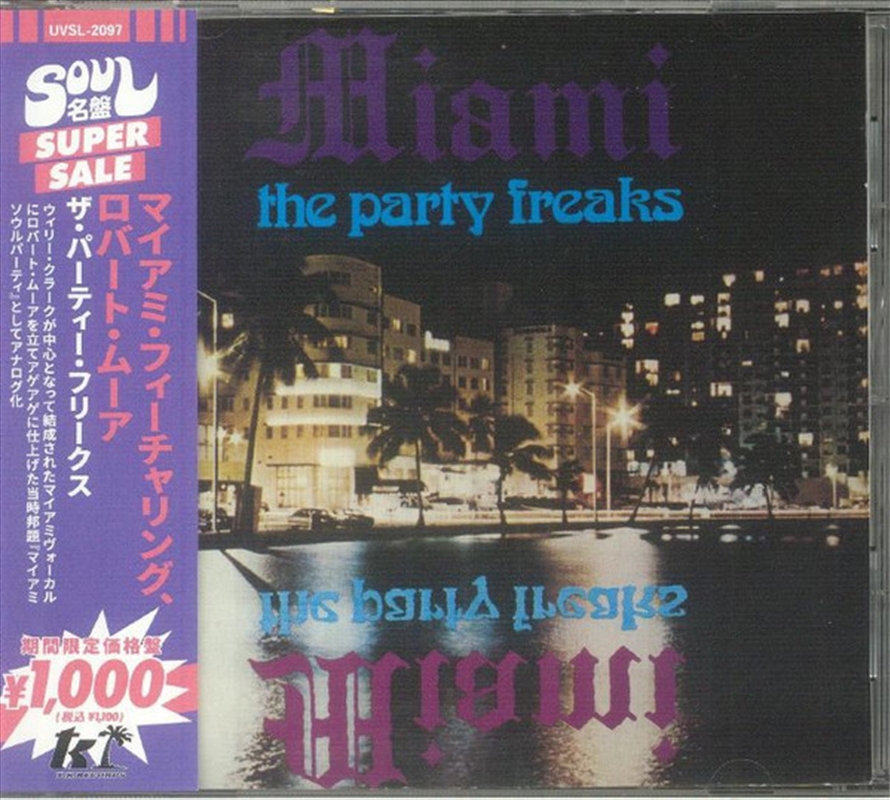 UVSL-2097
SOUL
名盤
SUPER
SALE
マイアミ・フィーチャリング、
ロバート・ムーア
ザ・パーティー・フリークス
ウィリー・クラークが中心となって結成されたマイアミヴォーカル
にロバート・ムーアを立てアゲアゲに仕上げた当時邦題『マイアミ
ソウルパーティ』としてアナログ化
期間限定価格盤
¥1,000
(税込 ¥1,100)
tk
T.K. RECORDS
Miami
the party freaks
the party freaks
Miami